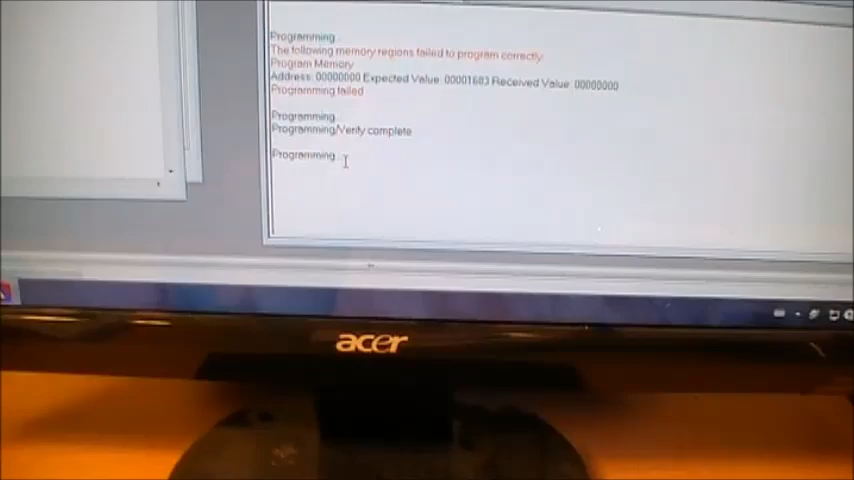 Programming...
The following memory regions failed to program correctly:
Program Memory
Address: 00000000 Expected Value: 00001683 Received Value: 00000000
Programming failed
Programming...
Programming/Verify complete
Programming...
acer